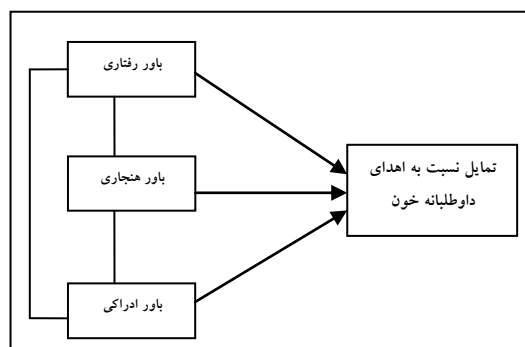 باور رفتاری
باور هنجاری
باور ادراکی
تمایل نسبت به اهدای
داوطلبانه خون